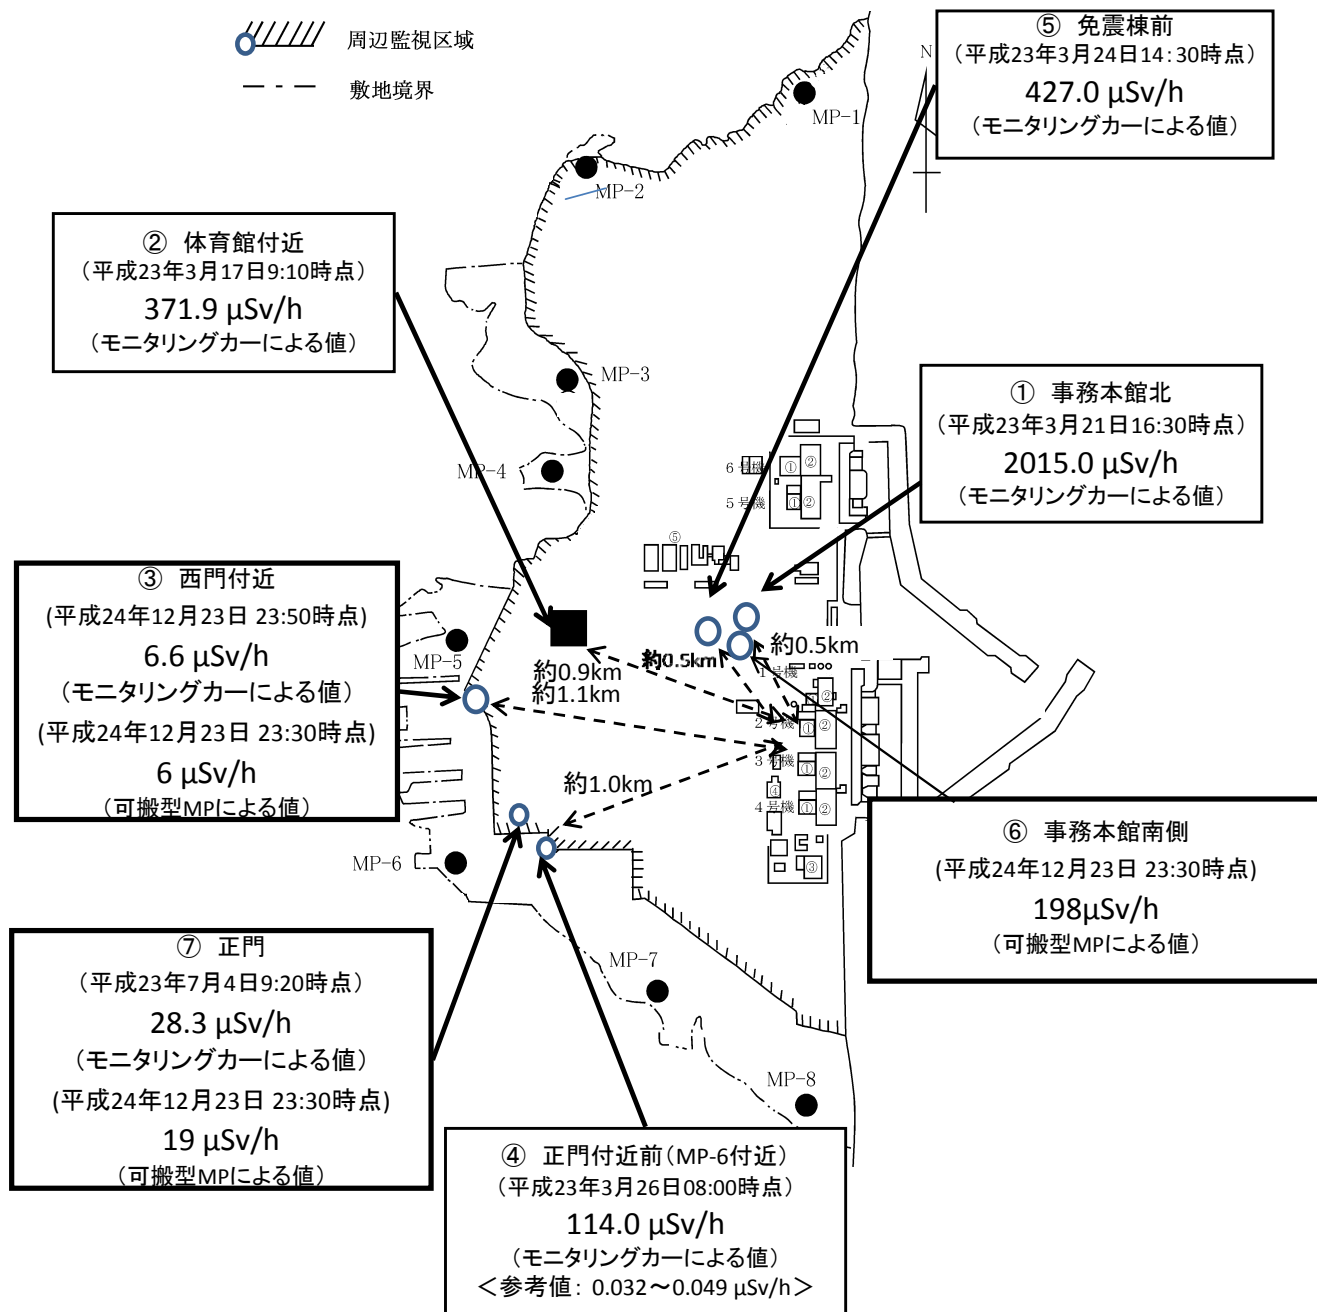 周辺監視区域
敷地境界
⑤ 免震棟前
（平成23年3月24日14:30時点）
427.0 μSv/h
（モニタリングカーによる値）
N
MP-1
MP-2
② 体育館付近
（平成23年3月17日9:10時点）
371.9 μSv/h
（モニタリングカーによる値）
MP-3
① 事務本館北
（平成23年3月21日16:30時点）
2015.0 μSv/h
（モニタリングカーによる値）
MP-4
６号機
① ②
５号機
① ②
⑤
③ 西門付近
(平成24年12月23日 23:50時点)
6.6 μSv/h
（モニタリングカーによる値）
(平成24年12月23日 23:30時点)
6 μSv/h
（可搬型MPによる値）
MP-5
約0.9km
約1.1km
約0.5km
約0.5km
１号機
②
２号機
① ②
３号機
① ②
約1.0km
④
４号機
① ②
③
MP-6
⑥ 事務本館南側
(平成24年12月23日 23:30時点)
198μSv/h
（可搬型MPによる値）
⑦ 正門
（平成23年7月4日9:20時点）
28.3 μSv/h
（モニタリングカーによる値）
(平成24年12月23日 23:30時点)
19 μSv/h
（可搬型MPによる値）
MP-7
MP-8
④ 正門付近前（MP-6付近）
（平成23年3月26日08:00時点）
114.0 μSv/h
（モニタリングカーによる値）
＜参考値: 0.032～0.049 μSv/h＞